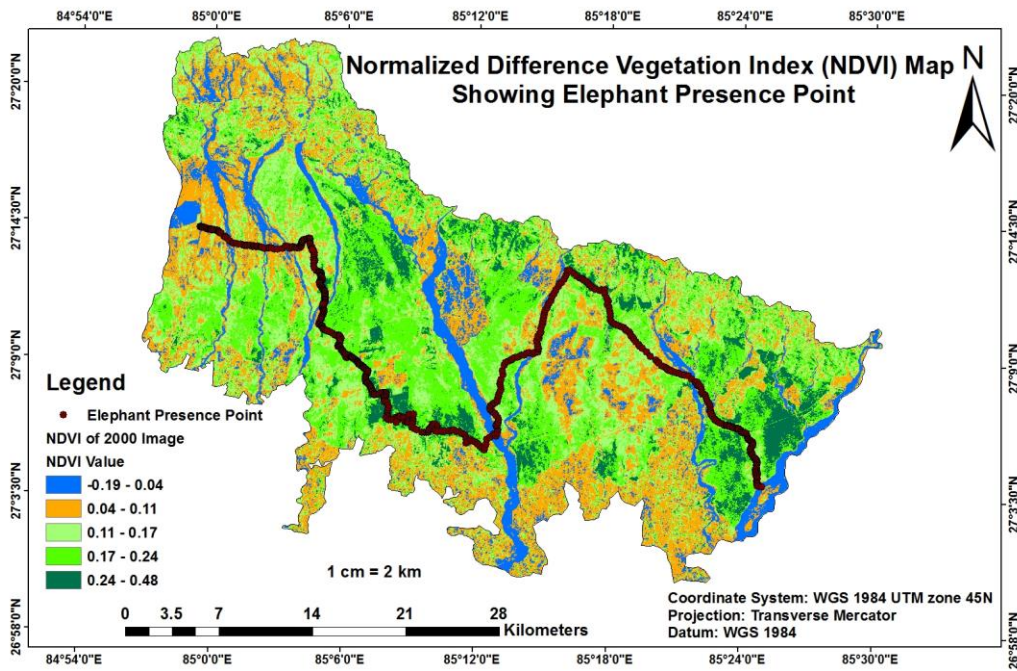 84°54'0"E 85°0'0"E 85°6'0"E 85°12'0"E 85°18'0"E 85°24'0"E 85°30'0"E
Normalized Difference Vegetation Index (NDVI) Map
Showing Elephant Presence Point
N
27°20'0"N
27°20'0"N
27°14'30"N
27°14'30"N
27°9'0"N
27°9'0"N
27°3'30"N
27°3'30"N
26°58'0"N
26°58'0"N
Legend
Elephant Presence Point
NDVI of 2000 Image
NDVI Value
-0.19 - 0.04
0.04 - 0.11
0.11 - 0.17
0.17 - 0.24
0.24 - 0.48
1 cm = 2 km
0 3.5 7 14 21 28
Kilometers
Coordinate System: WGS 1984 UTM zone 45N
Projection: Transverse Mercator
Datum: WGS 1984
84°54'0"E 85°0'0"E 85°6'0"E 85°12'0"E 85°18'0"E 85°24'0"E 85°30'0"E